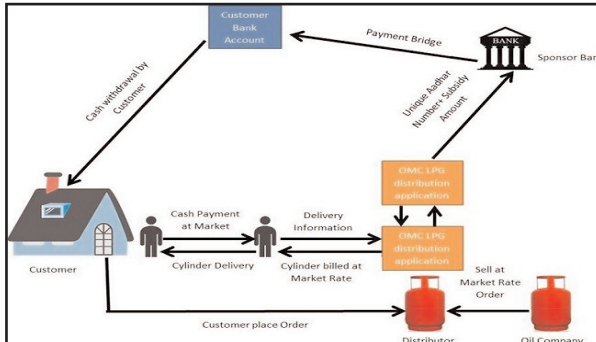 Customer
Bank
Account
Payment Bridge
BANK
Sponsor Ban
Cash withdrawal by
Customer
Unique Aadhar
Number+ Subsidy
Amount
OMC LPG
distribution
application
Cash Payment
at Market
Delivery
Information
OMC LPG
distribution
application
Cylinder Delivery
Cylinder billed at
Market Rate
Customer
Sell at
Market Rate
Order
Customer place Order
Distributor
Oil Company